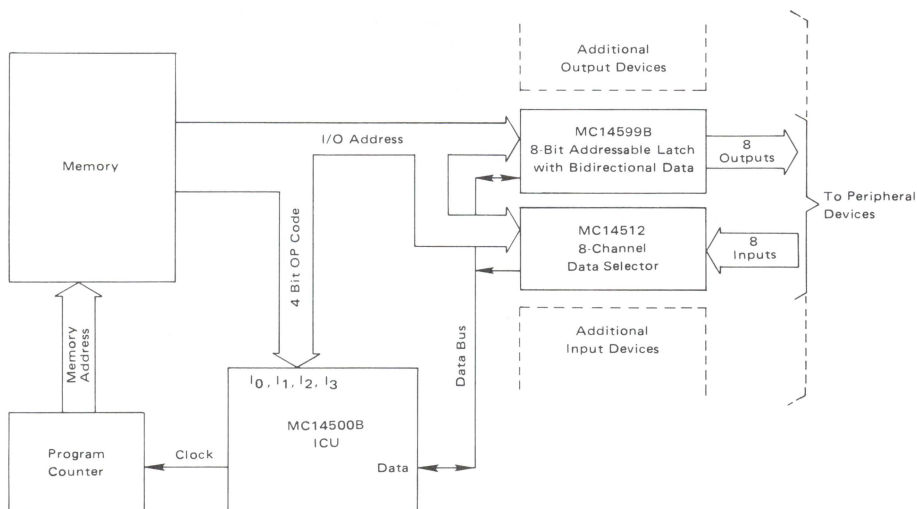 Additional
Output Devices
Memory
I/O Address
MC14599B
8-Bit Addressable Latch
with Bidirectional Data
8
Outputs
To Peripheral
Devices
MC14512
8-Channel
Data Selector
8
Inputs
4 Bit OP Code
Data Bus
Additional
Input Devices
Memory
Address
I0, I1, I2, I3
MC14500B
ICU
Data
Clock
Program
Counter